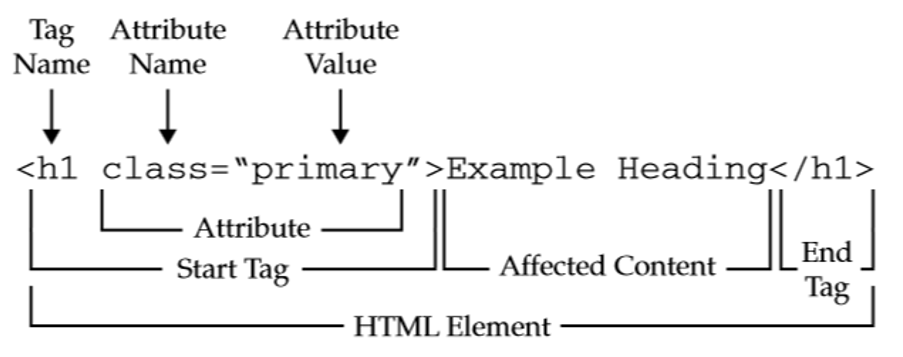 Tag Attribute Attribute
Name Name Value
<h1 class=“primary”>Example Heading</h1>
Attribute
Start Tag Affected Content End
Tag
HTML Element